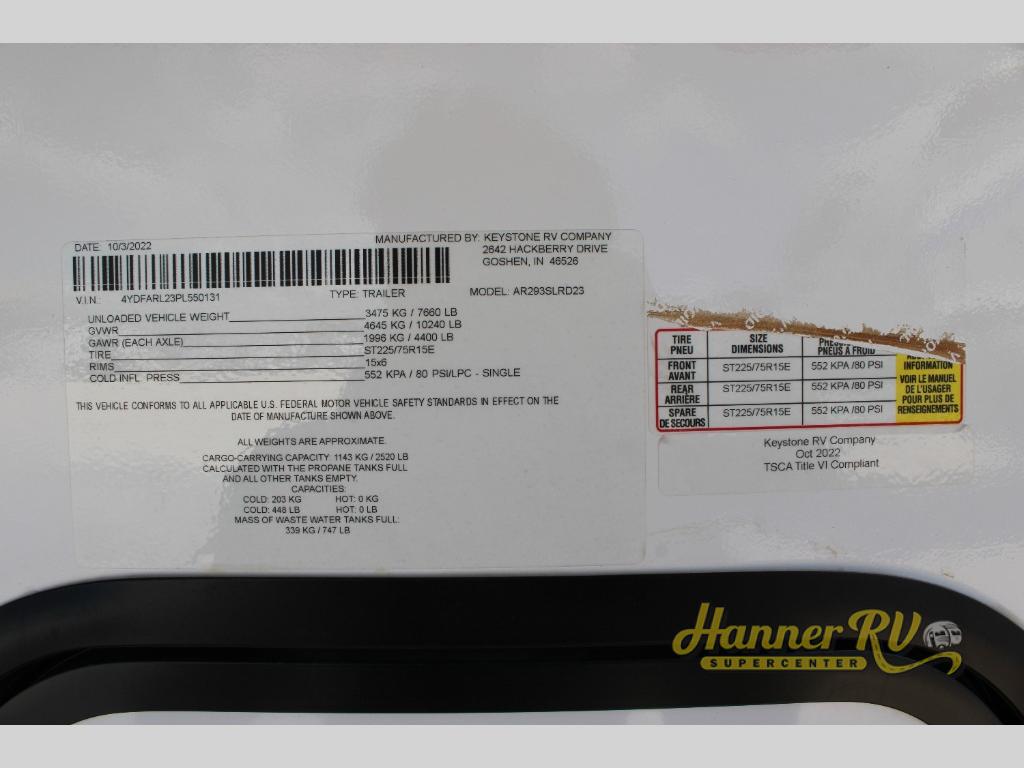 DATE: 10/3/2022
MANUFACTURED BY: KEYSTONE RV COMPANY
2642 HACKBERRY DRIVE
GOSHEN, IN 46526
V.I.N.: 4YDFARL23PL550131 TYPE: TRAILER MODEL: AR293SLRD23
UNLOADED VEHICLE WEIGHT 3475 KG / 7660 LB
GVWR 4645 KG / 10240 LB
GAWR (EACH AXLE) 1996 KG / 4400 LB
TIRE ST225/75R15E
RIMS 15x6
COLD INFL. PRESS 552 KPA / 80 PSI/LPC - SINGLE
THIS VEHICLE CONFORMS TO ALL APPLICABLE U.S. FEDERAL MOTOR VEHICLE SAFETY STANDARDS IN EFFECT ON THE
DATE OF MANUFACTURE SHOWN ABOVE.
ALL WEIGHTS ARE APPROXIMATE.
CARGO-CARRYING CAPACITY: 1143 KG / 2520 LB
CALCULATED WITH THE PROPANE TANKS FULL
AND ALL OTHER TANKS EMPTY.
CAPACITIES:
COLD: 203 KG HOT: 0 KG
COLD: 448 LB HOT: 0 LB
MASS OF WASTE WATER TANKS FULL:
339 KG / 747 LB
TIRE
PNEU
SIZE
DIMENSIONS
PNEUS À FROID
FRONT
AVANT
ST225/75R15E
552 KPA /80 PSI
REAR
ARRIÈRE
ST225/75R15E
552 KPA /80 PSI
SPARE
DE SECOURS
ST225/75R15E
552 KPA /80 PSI
INFORMATION
VOIR LE MANUEL
DE L'USAGER
POUR PLUS DE
RENSEIGNEMENTS
Keystone RV Company
Oct 2022
TSCA Title VI Compliant
Hanner RV
SUPERCENTER